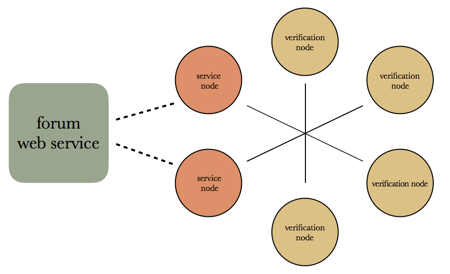 forum
web service
service
node
service
node
verification
node
verification
node
verification node
verification
node